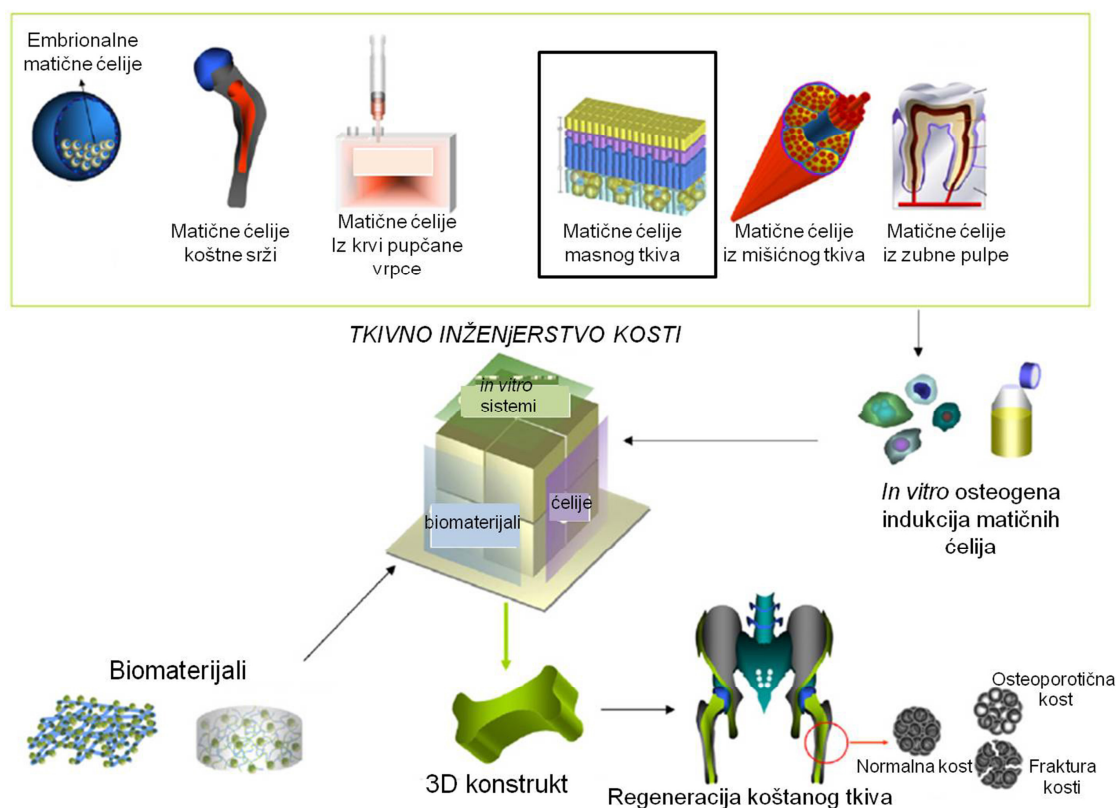 Embrionalne
matične ćelije
Matične ćelije
koštne srži
Matične ćelije
Iz krvi pupčane
vrpce
Matične ćelije
masnog tkiva
Matične ćelije
iz mišićnog tkiva
Matične ćelije
iz zubne pulpe
TKIVNO INŽENjERSTVO KOSTI
in vitro
sistemi
biomaterijali
ćelije
In vitro osteogena
indukcija matičnih
ćelija
Biomaterijali
3D konstrukt
Regeneracija koštanog tkiva
Normalna kost
Osteoporotična
kost
Fraktura
kosti